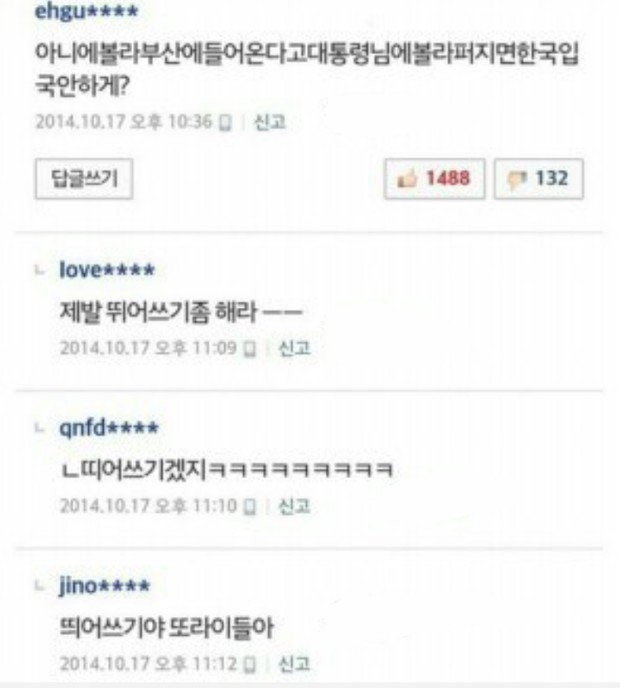 ehgu****
아니에볼라부산에들어온다고대통령님에볼라퍼지면한국입
국안하게?
2014.10.17 오후 10:36 신고
답글쓰기 1488 132
ㄴ love****
제발 뛰어쓰기좀 해라 ㅡㅡ
2014.10.17 오후 11:09 신고
ㄴ qnfd****
ㄴ띠어쓰기겠지ㅋㅋㅋㅋㅋㅋㅋㅋㅋ
2014.10.17 오후 11:10 신고
ㄴ jino****
띄어쓰기야 또라이들아
2014.10.17 오후 11:12 신고